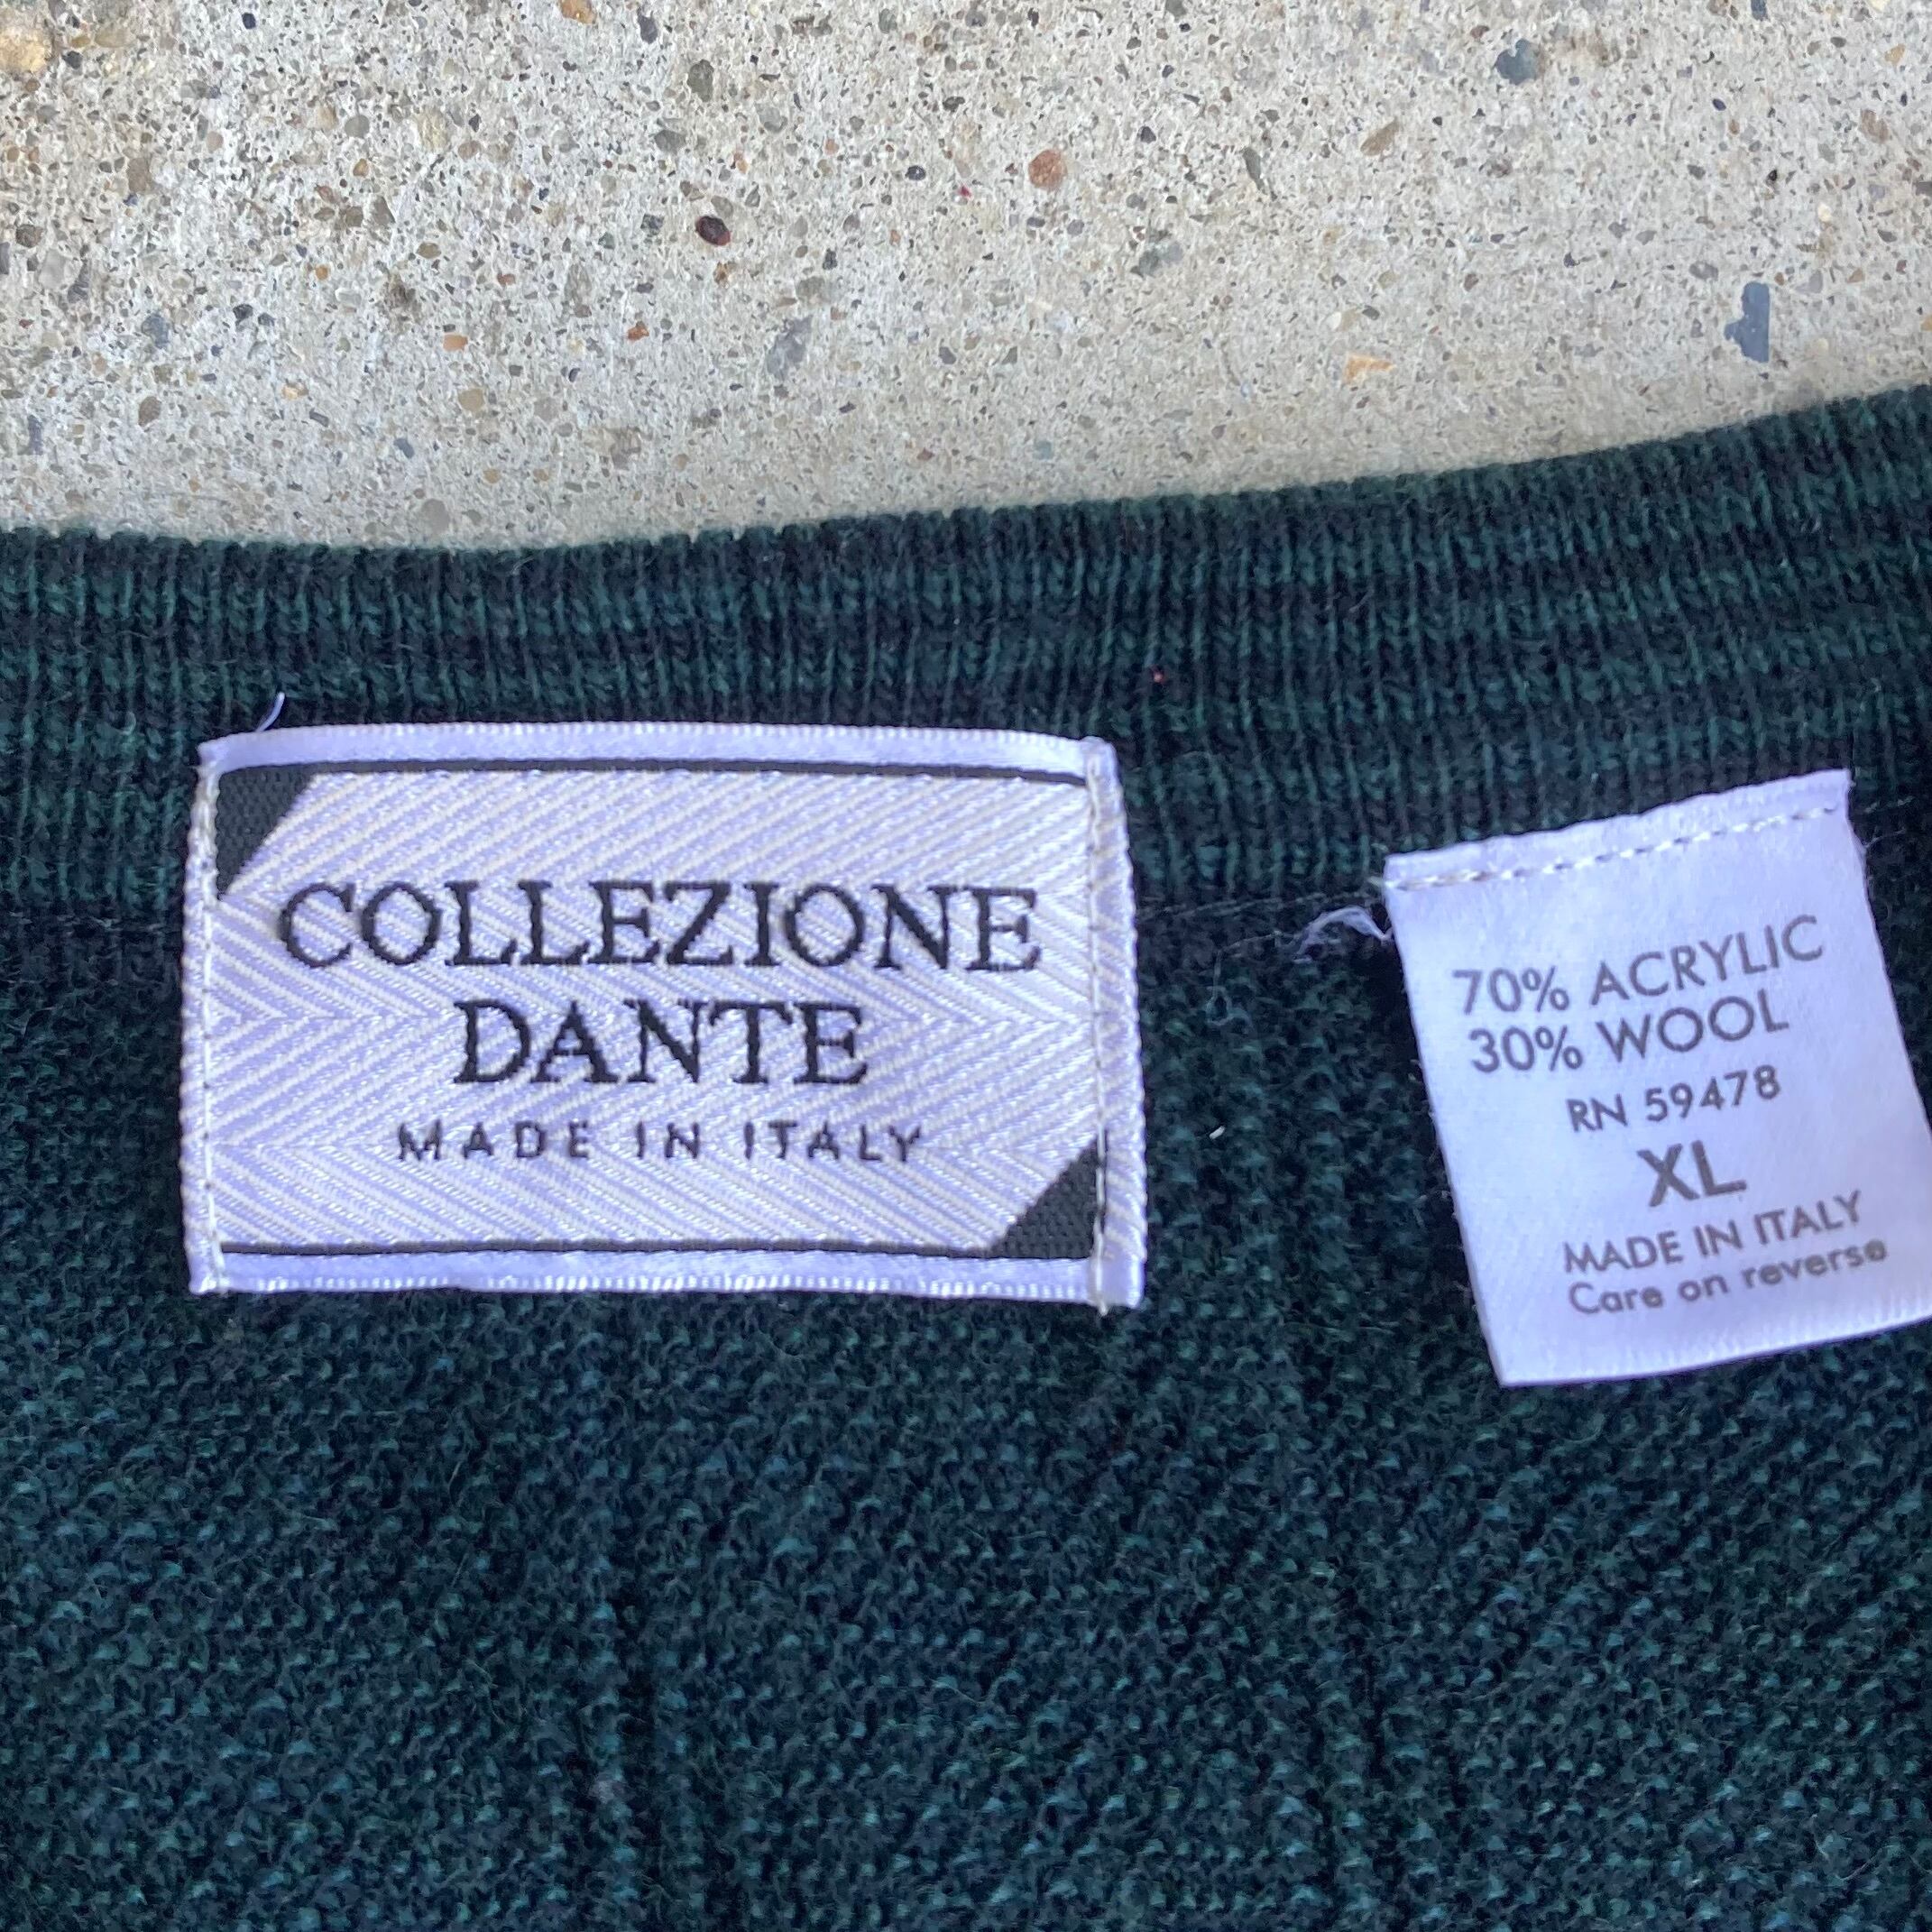 COLLEZIONE
DANTE
MADE IN ITALY
70% ACRYLIC
30% WOOL
RN 59478
XL
MADE IN ITALY
Care on reverse